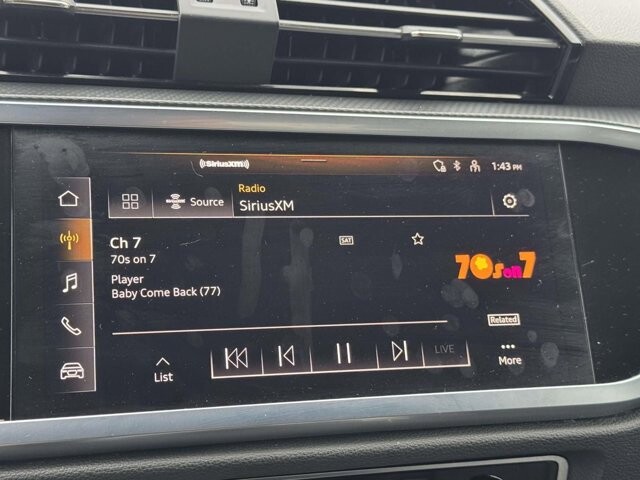 ((SiriusXM))
1:43 PM
Radio
Source
SiriusXM
Ch 7
SAT
70s on 7
70s on 7
Player
Baby Come Back (77)
Related
LIVE
List
More